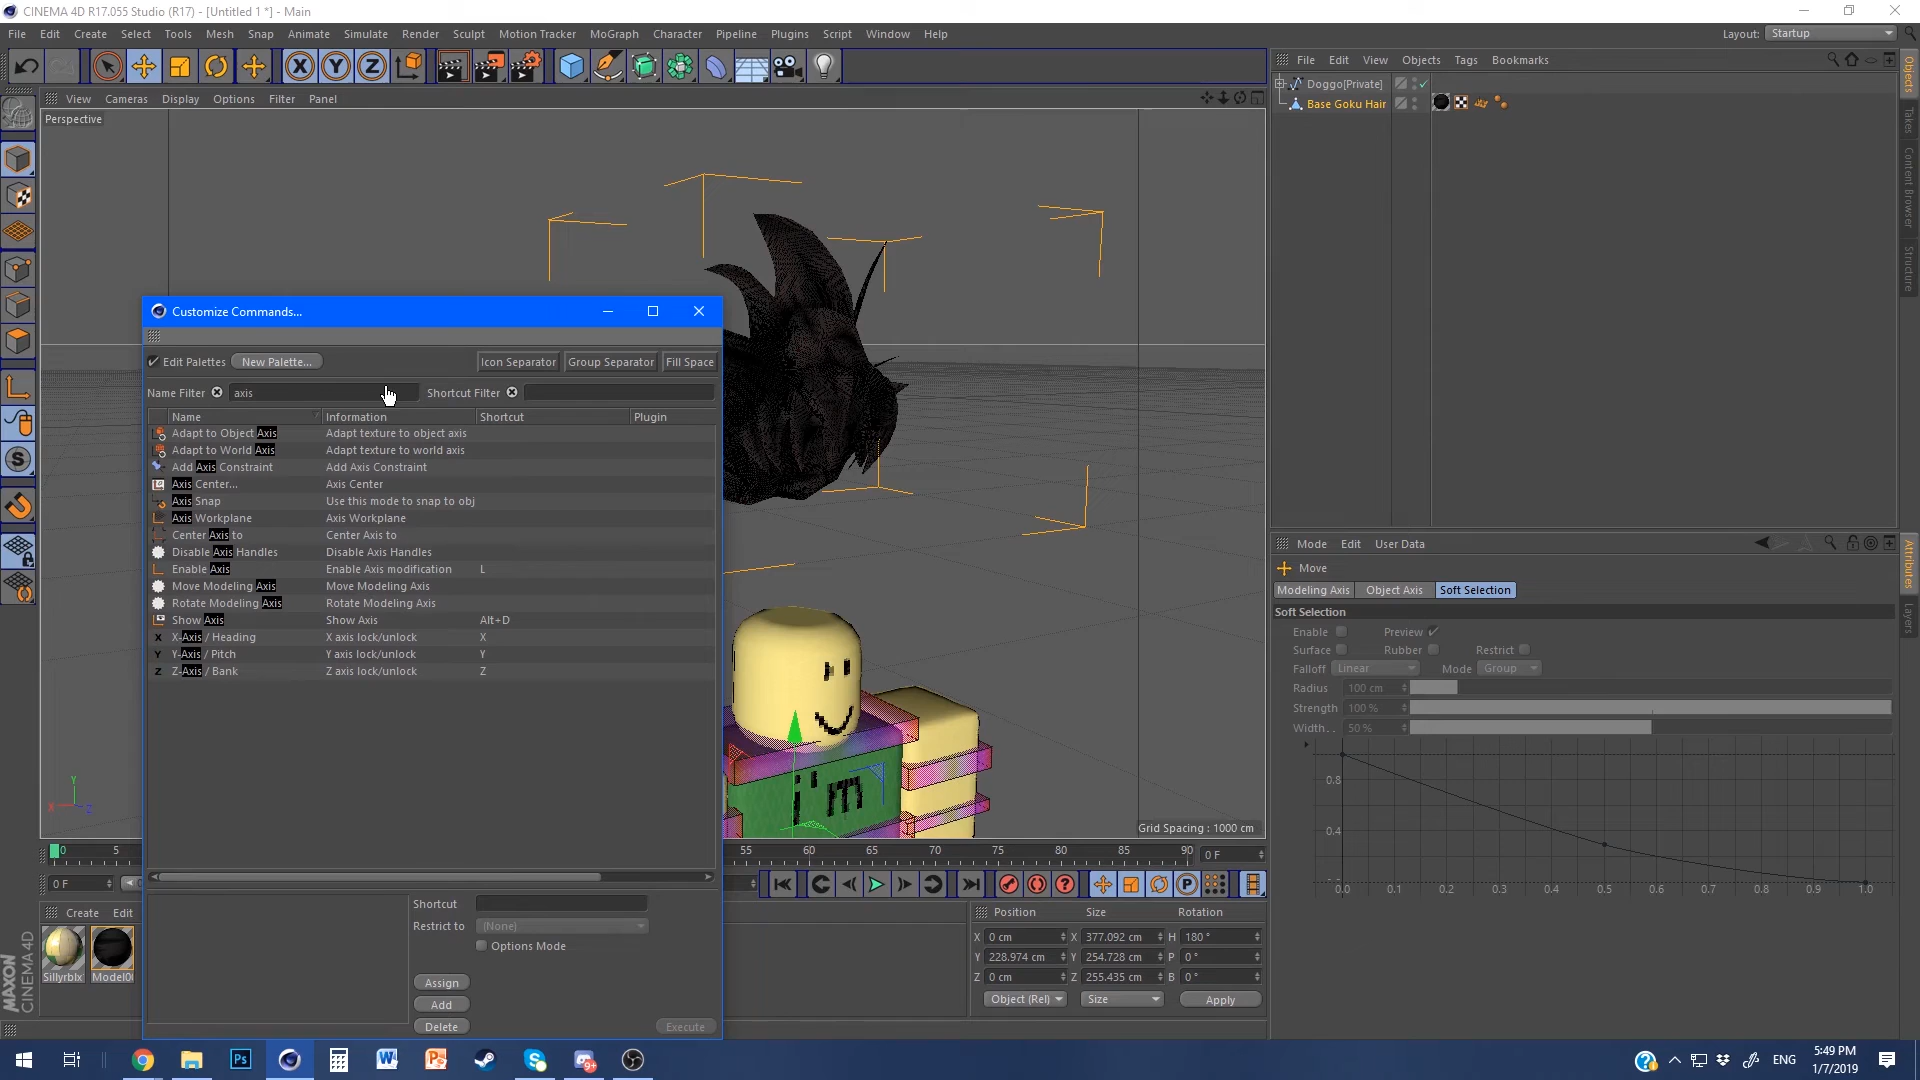 CINEMA 4D R17.055 Studio (R17) - [Untitled 1 *] - Main
File Edit Create Select Tools Mesh Snap Animate Simulate Render Sculpt Motion Tracker MoGraph Character Pipeline Plugins Script Window Help
Layout: Startup
View Cameras Display Options Filter Panel
Perspective
File Edit View Objects Tags Bookmarks
Doggo[Private]
Base Goku Hair
Objects
Takes
Content Browser
Structure
Customize Commands...
Edit Palettes New Palette... Icon Separator Group Separator Fill Space
Name Filter axis Shortcut Filter
Name Information Shortcut Plugin
Adapt to Object Axis Adapt texture to object axis
Adapt to World Axis Adapt texture to world axis
Add Axis Constraint Add Axis Constraint
Axis Center... Axis Center
Axis Snap Use this mode to snap to obj
Axis Workplane Axis Workplane
Center Axis to Center Axis to
Disable Axis Handles Disable Axis Handles
Enable Axis Enable Axis modification L
Move Modeling Axis Move Modeling Axis
Rotate Modeling Axis Rotate Modeling Axis
Show Axis Show Axis Alt+D
X-Axis / Heading X axis lock/unlock X
Y-Axis / Pitch Y axis lock/unlock Y
Z-Axis / Bank Z axis lock/unlock Z
Shortcut
Restrict to (None)
Options Mode
Assign
Add
Delete
Execute
i'm
Y
X
Z
Grid Spacing : 1000 cm
Mode Edit User Data
Move
Modeling Axis Object Axis Soft Selection
Soft Selection
Enable Preview
Surface Rubber Restrict
Falloff Linear Mode Group
Radius 100 cm
Strength 100 %
Width.. 50 %
0.8
0.4
0.0 0.1 0.2 0.3 0.4 0.5 0.6 0.7 0.8 0.9 1.0
Attributes
Layers
0 5 55 60 65 70 75 80 85 90 0 F
0 F
Create Edit
Sillyrblx
Model0
MAXON
CINEMA 4D
Position Size Rotation
X 0 cm X 377.092 cm H 180 °
Y 228.974 cm Y 254.728 cm P 0 °
Z 0 cm Z 255.435 cm B 0 °
Object (Rel) Size Apply
ENG
5:49 PM
1/7/2019